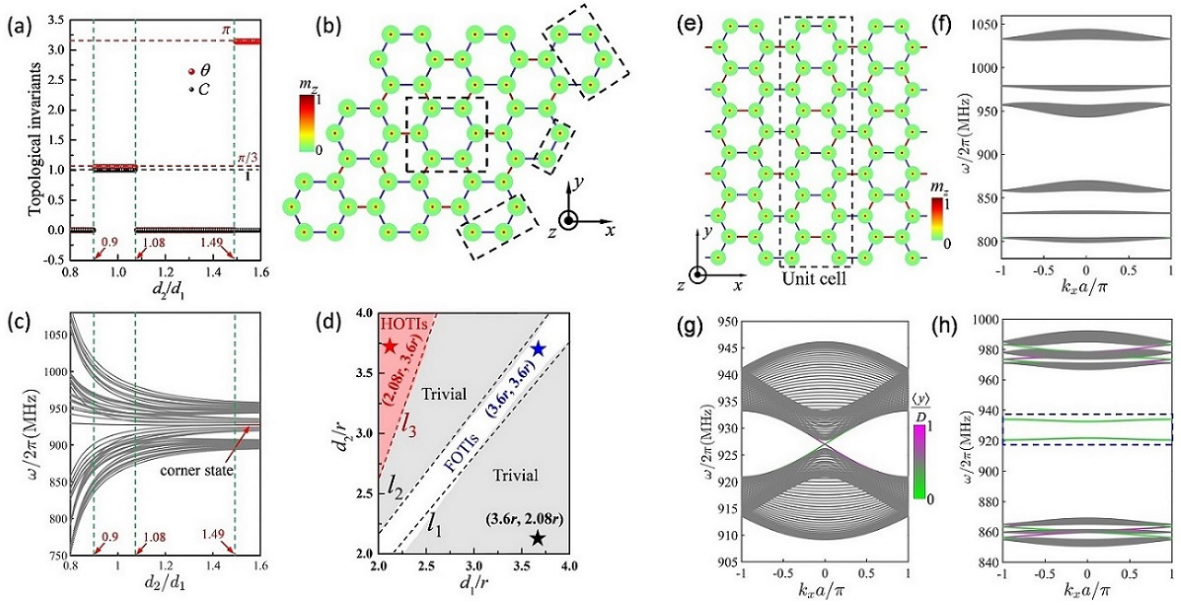 (a)
Topological invariants
3.5
3.0
2.5
2.0
1.5
1.0
0.5
0.0
-0.5
π
θ
C
π/3
1
0.9
1.08
1.49
0.8 1.0 1.2 1.4 1.6
d₂/d₁
(b)
m_z
1
0
y
z
x
(c)
ω/2π (MHz)
1050
1000
950
900
850
800
750
corner state
0.9
1.08
1.49
0.8 1.0 1.2 1.4 1.6
d₂/d₁
(d)
d₂/r
4.0
3.5
3.0
2.5
2.0
HOTIs
(2.08r, 3.6r)
l₃
Trivial
(3.6r, 3.6r)
FOTIs
l₂
l₁
Trivial
(3.6r, 2.08r)
2.0 2.5 3.0 3.5 4.0
d₁/r
(e)
m_z
1
0
y
z
x
Unit cell
(f)
ω/2π(MHz)
1050
1000
950
900
850
800
-1 -0.5 0 0.5 1
kₓa/π
(g)
ω/2π(MHz)
950
945
940
935
930
925
920
915
910
905
-1 -0.5 0 0.5 1
kₓa/π
⟨y⟩
D
1
0
(h)
ω/2π(MHz)
1000
980
960
940
920
900
880
860
840
-1 -0.5 0 0.5 1
kₓa/π